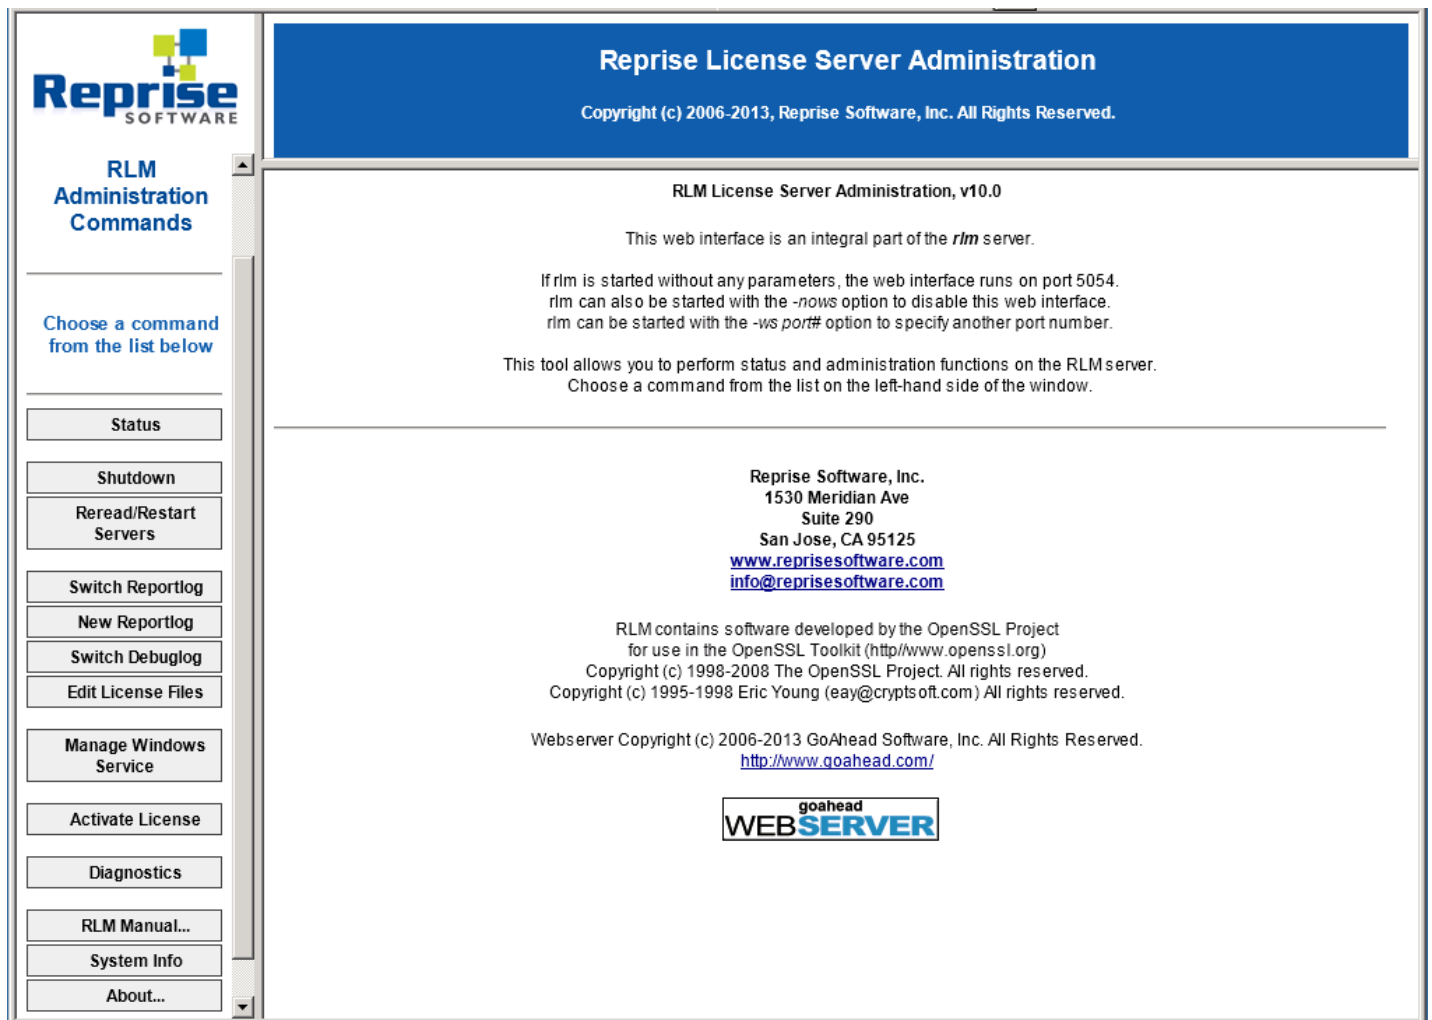 Reprise
SOFTWARE
RLM
Administration
Commands
Choose a command
from the list below
Status
Shutdown
Reread/Restart
Servers
Switch Reportlog
New Reportlog
Switch Debuglog
Edit License Files
Manage Windows
Service
Activate License
Diagnostics
RLM Manual...
System Info
About...
Reprise License Server Administration
Copyright (c) 2006-2013, Reprise Software, Inc. All Rights Reserved.
RLM License Server Administration, v10.0
This web interface is an integral part of the rlm server.
If rlm is started without any parameters, the web interface runs on port 5054.
rlm can also be started with the -nows option to disable this web interface.
rlm can be started with the -ws port# option to specify another port number.
This tool allows you to perform status and administration functions on the RLM server.
Choose a command from the list on the left-hand side of the window.
Reprise Software, Inc.
1530 Meridian Ave
Suite 290
San Jose, CA 95125
www.reprisesoftware.com
info@reprisesoftware.com
RLM contains software developed by the OpenSSL Project
for use in the OpenSSL Toolkit (http//www.openssl.org)
Copyright (c) 1998-2008 The OpenSSL Project. All rights reserved.
Copyright (c) 1995-1998 Eric Young (eay@cryptsoft.com) All rights reserved.
Webserver Copyright (c) 2006-2013 GoAhead Software, Inc. All Rights Reserved.
http://www.goahead.com/
goahead
WEBSERVER